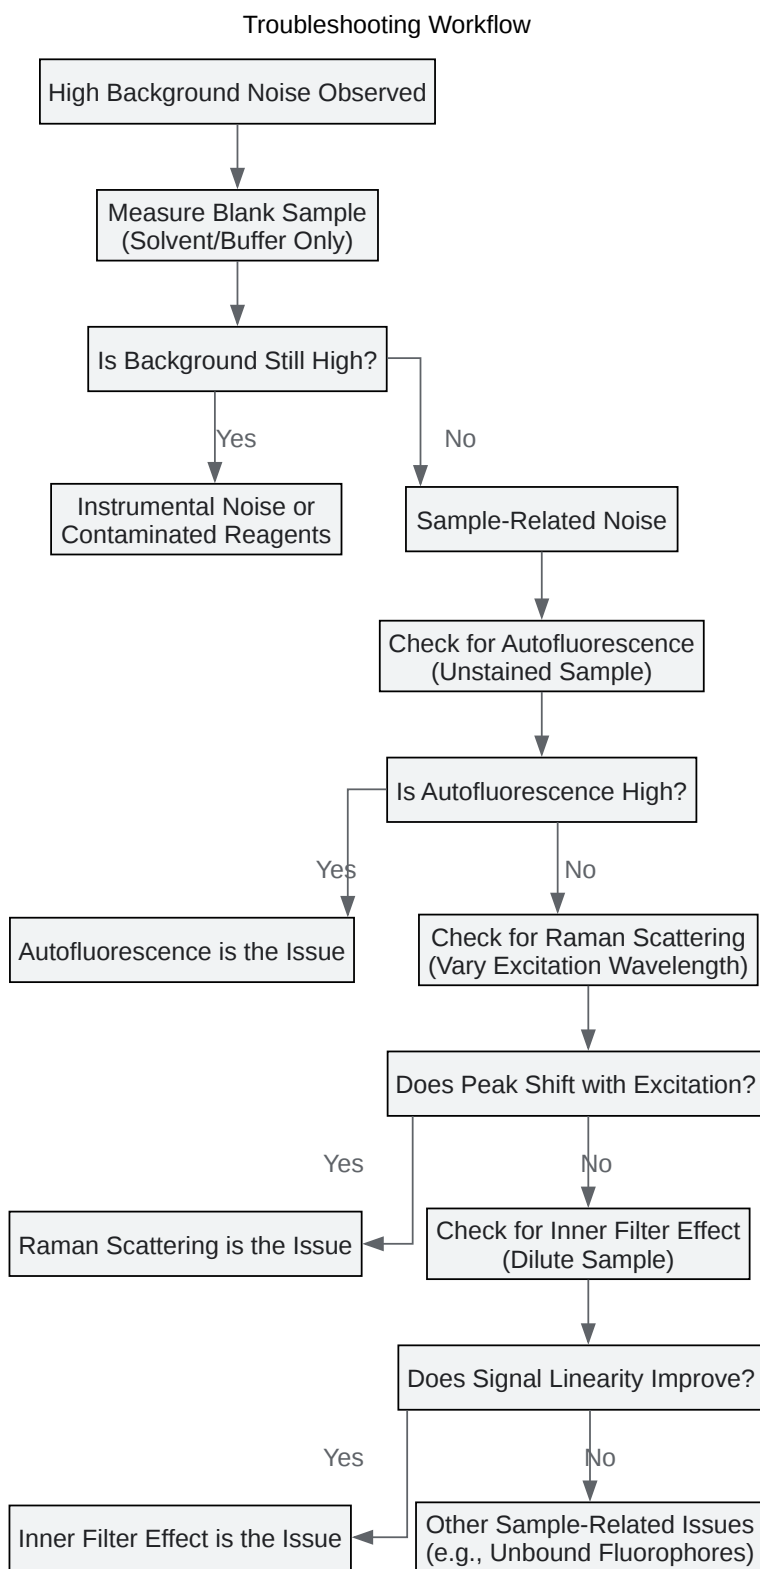 Troubleshooting Workflow
High Background Noise Observed
Measure Blank Sample
(Solvent/Buffer Only)
Is Background Still High?
Yes
No
Instrumental Noise or
Contaminated Reagents
Sample-Related Noise
Check for Autofluorescence
(Unstained Sample)
Is Autofluorescence High?
Yes
No
Autofluorescence is the Issue
Check for Raman Scattering
(Vary Excitation Wavelength)
Does Peak Shift with Excitation?
Yes
No
Raman Scattering is the Issue
Check for Inner Filter Effect
(Dilute Sample)
Does Signal Linearity Improve?
Yes
No
Inner Filter Effect is the Issue
Other Sample-Related Issues
(e.g., Unbound Fluorophores)